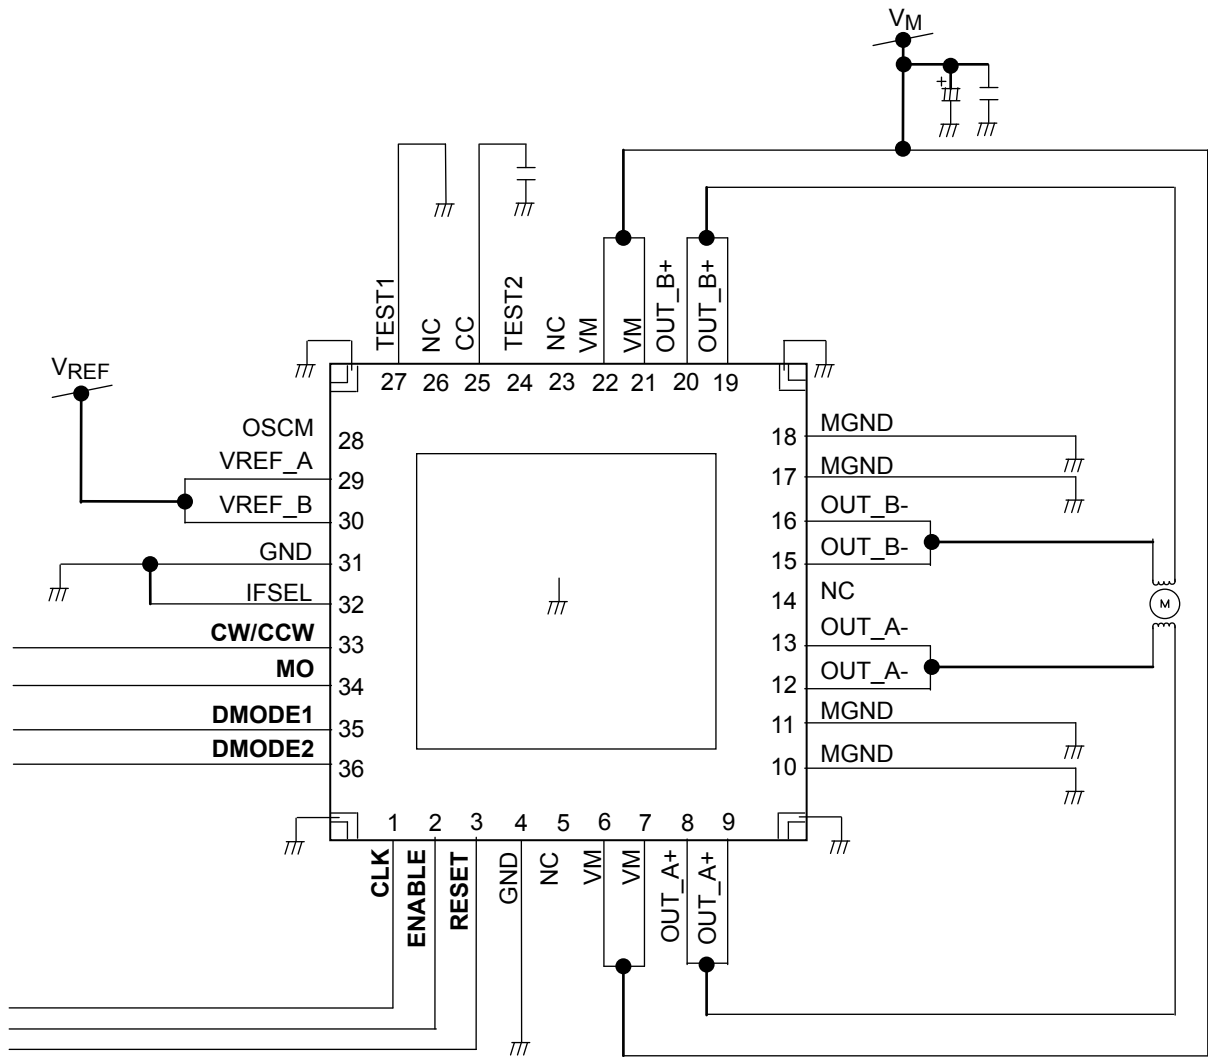 VM
+
TEST1
NC
CC
TEST2
NC
VM
VM
OUT_B+
OUT_B+
27 26 25 24 23 22 21 20 19
VREF
OSCM 28
VREF_A 29
VREF_B 30
GND 31
IFSEL 32
CW/CCW 33
MO 34
DMODE1 35
DMODE2 36
18 MGND
17 MGND
16 OUT_B-
15 OUT_B-
14 NC
13 OUT_A-
12 OUT_A-
11 MGND
10 MGND
M
1 2 3 4 5 6 7 8 9
CLK
ENABLE
RESET
GND
NC
VM
VM
OUT_A+
OUT_A+